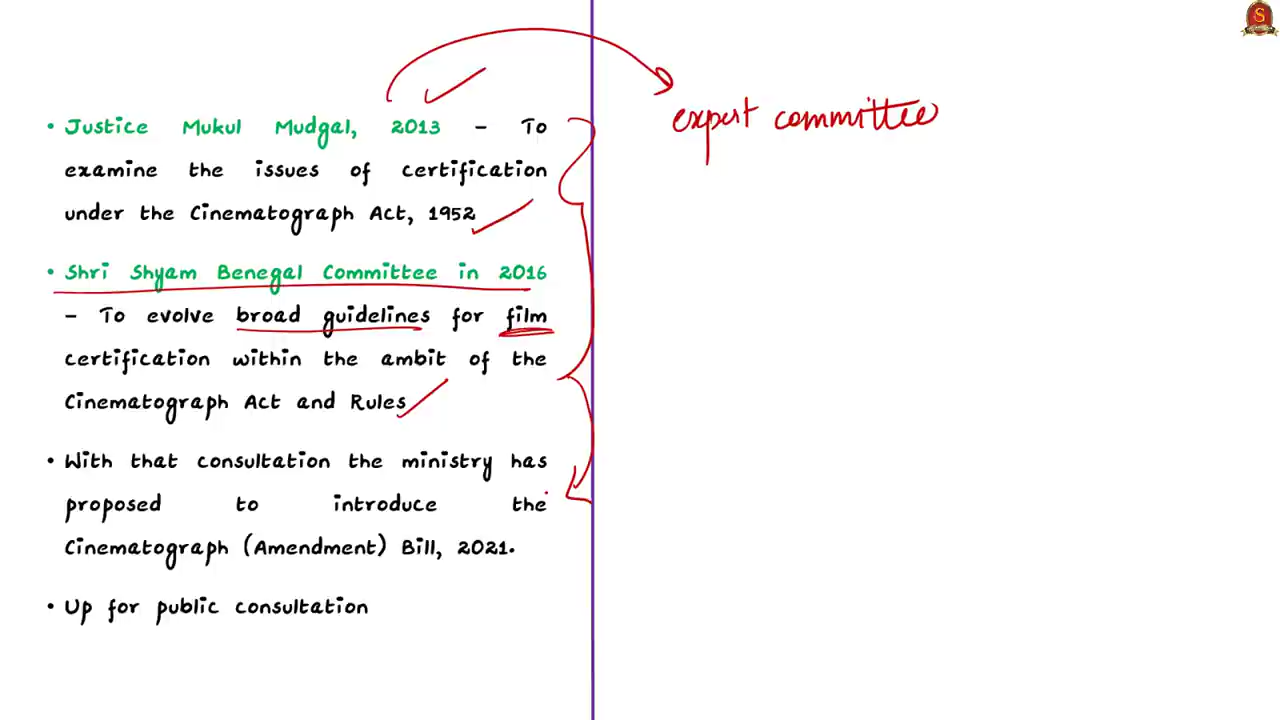 • Justice Mukul Mudgal, 2013 - To
examine the issues of certification
under the Cinematograph Act, 1952
• Shri Shyam Benegal Committee in 2016
- To evolve broad guidelines for film
certification within the ambit of the
Cinematograph Act and Rules
• With that consultation the ministry has
proposed to introduce the
Cinematograph (Amendment) Bill, 2021.
• Up for public consultation
expert committee
S